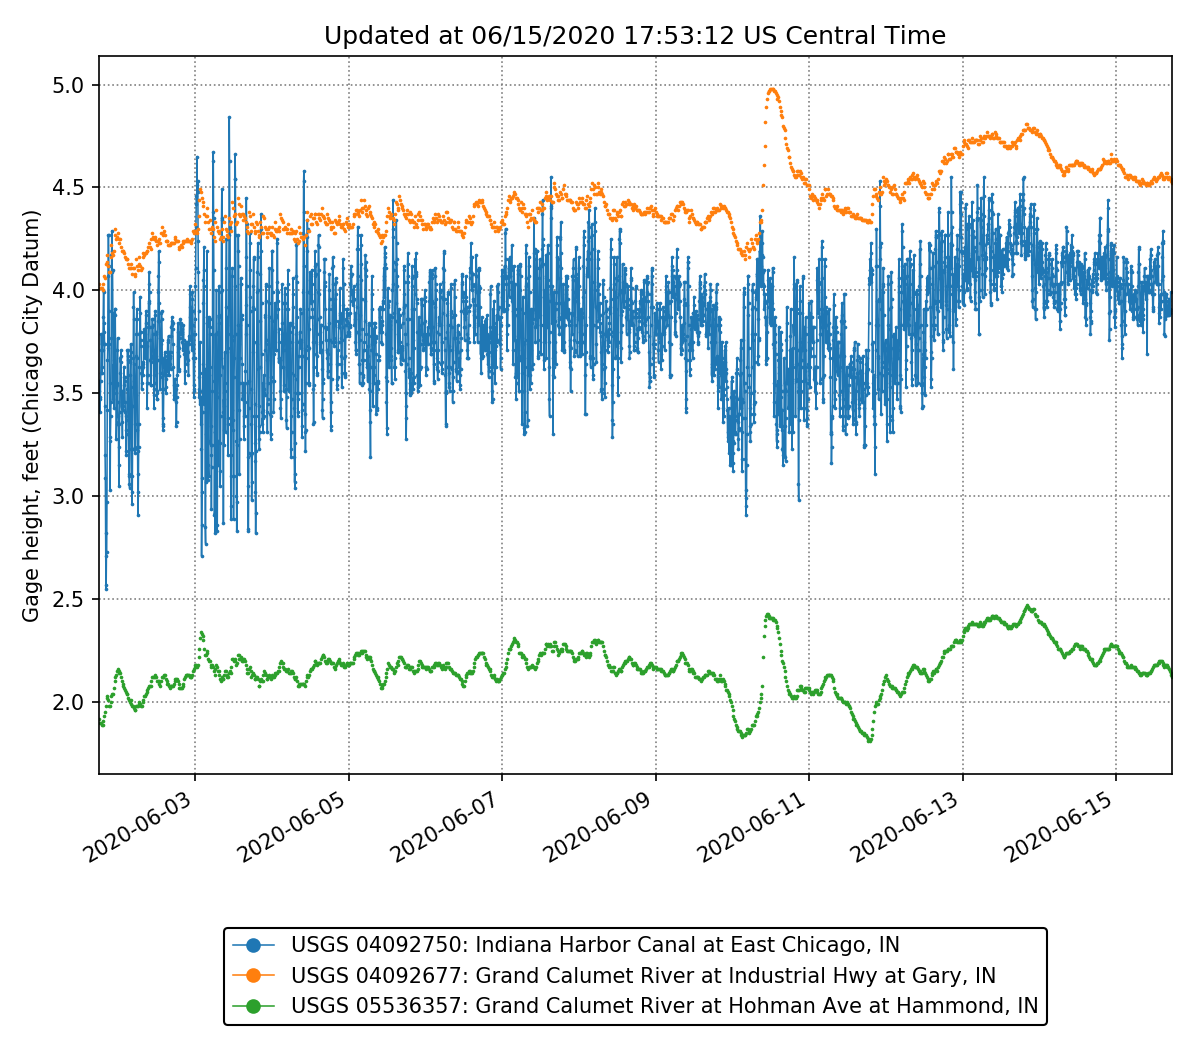 Updated at 06/15/2020 17:53:12 US Central Time
Gage height, feet (Chicago City Datum)
5.0
4.5
4.0
3.5
3.0
2.5
2.0
2020-06-03
2020-06-05
2020-06-07
2020-06-09
2020-06-11
2020-06-13
2020-06-15
USGS 04092750: Indiana Harbor Canal at East Chicago, IN
USGS 04092677: Grand Calumet River at Industrial Hwy at Gary, IN
USGS 05536357: Grand Calumet River at Hohman Ave at Hammond, IN